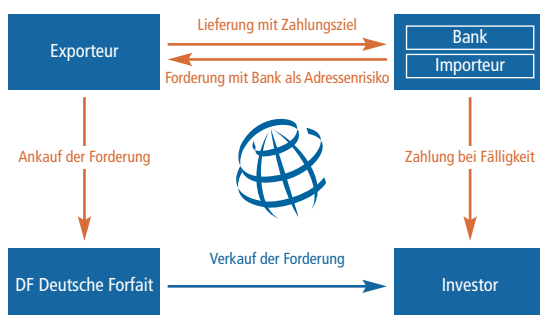 Lieferung mit Zahlungsziel
Exporteur
Bank
Importeur
Forderung mit Bank als Adressenrisiko
Ankauf der Forderung
Zahlung bei Fälligkeit
Verkauf der Forderung
DF Deutsche Forfait
Investor